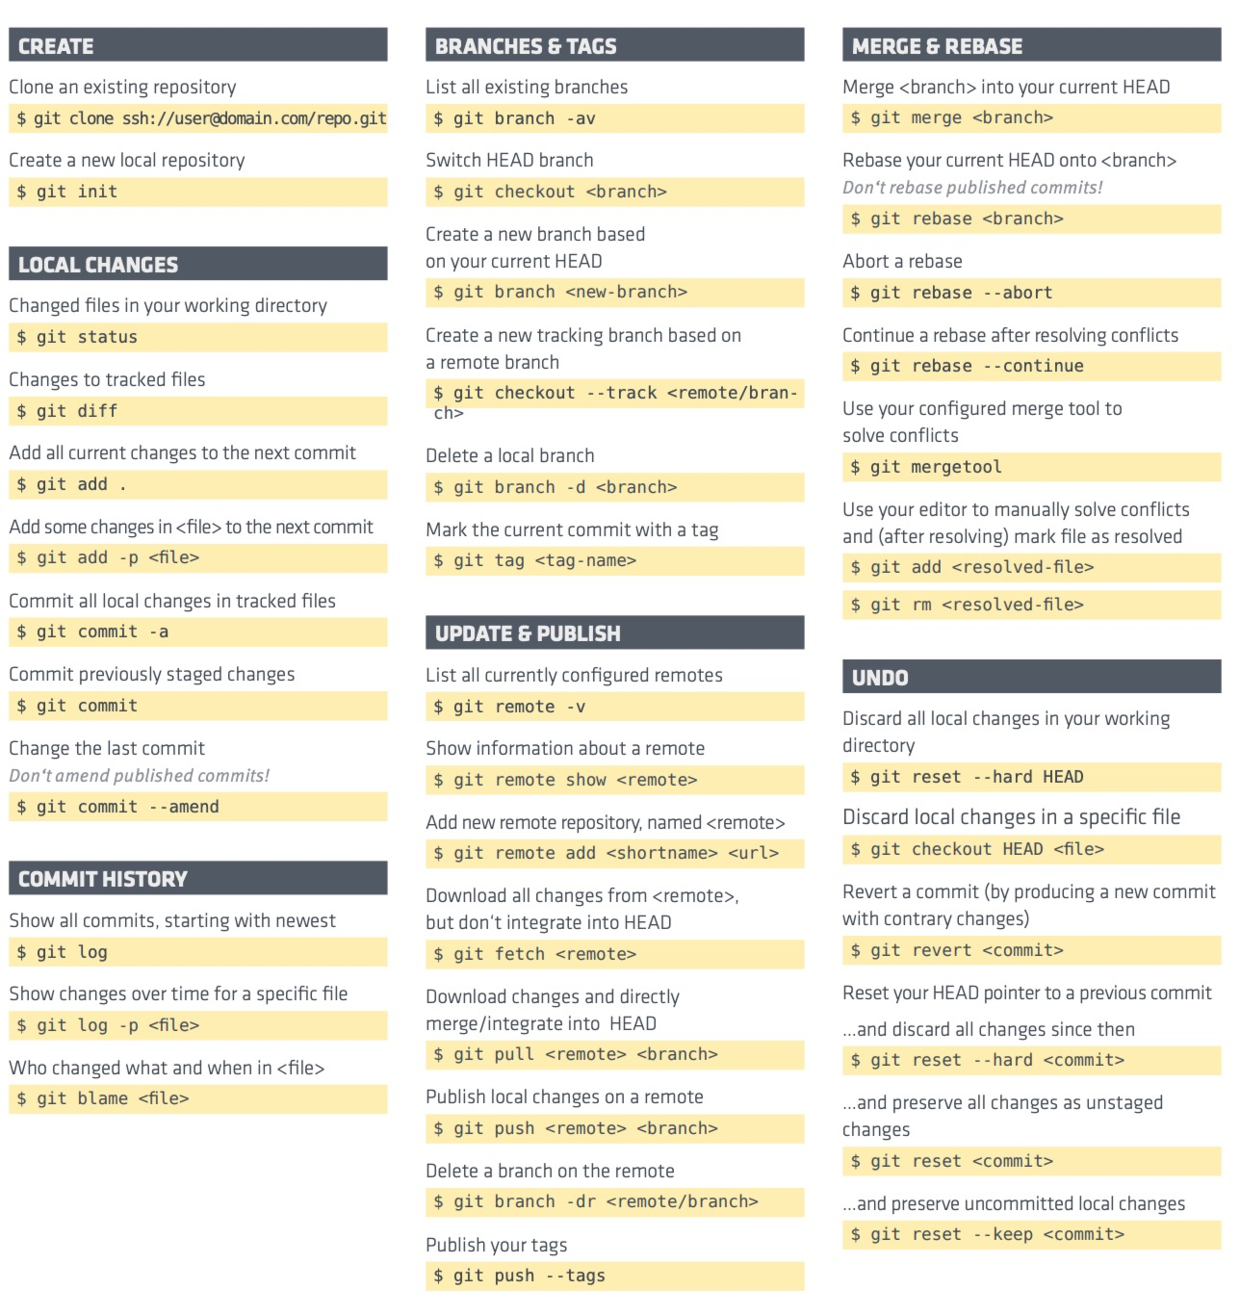 CREATE
Clone an existing repository
$ git clone ssh://user@domain.com/repo.git
Create a new local repository
$ git init
LOCAL CHANGES
Changed files in your working directory
$ git status
Changes to tracked files
$ git diff
Add all current changes to the next commit
$ git add .
Add some changes in <file> to the next commit
$ git add -p <file>
Commit all local changes in tracked files
$ git commit -a
Commit previously staged changes
$ git commit
Change the last commit
Don‘t amend published commits!
$ git commit --amend
COMMIT HISTORY
Show all commits, starting with newest
$ git log
Show changes over time for a specific file
$ git log -p <file>
Who changed what and when in <file>
$ git blame <file>
BRANCHES & TAGS
List all existing branches
$ git branch -av
Switch HEAD branch
$ git checkout <branch>
Create a new branch based
on your current HEAD
$ git branch <new-branch>
Create a new tracking branch based on
a remote branch
$ git checkout --track <remote/bran-
ch>
Delete a local branch
$ git branch -d <branch>
Mark the current commit with a tag
$ git tag <tag-name>
UPDATE & PUBLISH
List all currently configured remotes
$ git remote -v
Show information about a remote
$ git remote show <remote>
Add new remote repository, named <remote>
$ git remote add <shortname> <url>
Download all changes from <remote>,
but don‘t integrate into HEAD
$ git fetch <remote>
Download changes and directly
merge/integrate into HEAD
$ git pull <remote> <branch>
Publish local changes on a remote
$ git push <remote> <branch>
Delete a branch on the remote
$ git branch -dr <remote/branch>
Publish your tags
$ git push --tags
MERGE & REBASE
Merge <branch> into your current HEAD
$ git merge <branch>
Rebase your current HEAD onto <branch>
Don‘t rebase published commits!
$ git rebase <branch>
Abort a rebase
$ git rebase --abort
Continue a rebase after resolving conflicts
$ git rebase --continue
Use your configured merge tool to
solve conflicts
$ git mergetool
Use your editor to manually solve conflicts
and (after resolving) mark file as resolved
$ git add <resolved-file>
$ git rm <resolved-file>
UNDO
Discard all local changes in your working
directory
$ git reset --hard HEAD
Discard local changes in a specific file
$ git checkout HEAD <file>
Revert a commit (by producing a new commit
with contrary changes)
$ git revert <commit>
Reset your HEAD pointer to a previous commit
...and discard all changes since then
$ git reset --hard <commit>
...and preserve all changes as unstaged
changes
$ git reset <commit>
...and preserve uncommitted local changes
$ git reset --keep <commit>